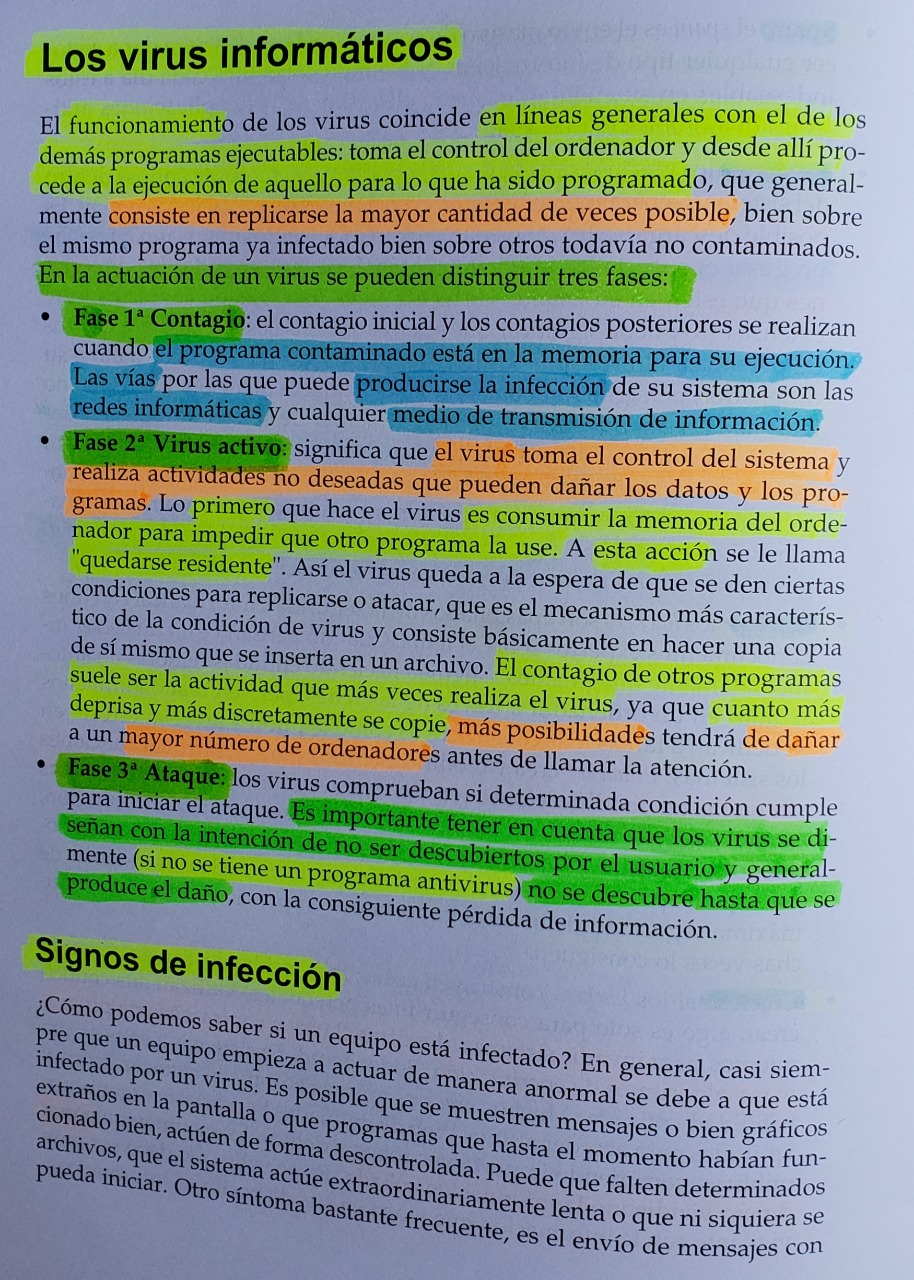 Los virus informáticos
El funcionamiento de los virus coincide en líneas generales con el de los
demás programas ejecutables: toma el control del ordenador y desde allí pro-
cede a la ejecución de aquello para lo que ha sido programado, que general-
mente consiste en replicarse la mayor cantidad de veces posible, bien sobre
el mismo programa ya infectado bien sobre otros todavía no contaminados.
En la actuación de un virus se pueden distinguir tres fases:
• Fase 1ª Contagio: el contagio inicial y los contagios posteriores se realizan
cuando el programa contaminado está en la memoria para su ejecución.
Las vías por las que puede producirse la infección de su sistema son las
redes informáticas y cualquier medio de transmisión de información.
• Fase 2ª Virus activo: significa que el virus toma el control del sistema y
realiza actividades no deseadas que pueden dañar los datos y los pro-
gramas. Lo primero que hace el virus es consumir la memoria del orde-
nador para impedir que otro programa la use. A esta acción se le llama
"quedarse residente". Así el virus queda a la espera de que se den ciertas
condiciones para replicarse o atacar, que es el mecanismo más caracterís-
tico de la condición de virus y consiste básicamente en hacer una copia
de sí mismo que se inserta en un archivo. El contagio de otros programas
suele ser la actividad que más veces realiza el virus, ya que cuanto más
deprisa y más discretamente se copie, más posibilidades tendrá de dañar
a un mayor número de ordenadores antes de llamar la atención.
• Fase 3ª Ataque: los virus comprueban si determinada condición cumple
para iniciar el ataque. Es importante tener en cuenta que los virus se di-
señan con la intención de no ser descubiertos por el usuario y general-
mente (si no se tiene un programa antivirus) no se descubre hasta que se
produce el daño, con la consiguiente pérdida de información.
Signos de infección
¿Cómo podemos saber si un equipo está infectado? En general, casi siem-
pre que un equipo empieza a actuar de manera anormal se debe a que está
infectado por un virus. Es posible que se muestren mensajes o bien gráficos
extraños en la pantalla o que programas que hasta el momento habían fun-
cionado bien, actúen de forma descontrolada. Puede que falten determinados
archivos, que el sistema actúe extraordinariamente lenta o que ni siquiera se
pueda iniciar. Otro síntoma bastante frecuente, es el envío de mensajes con